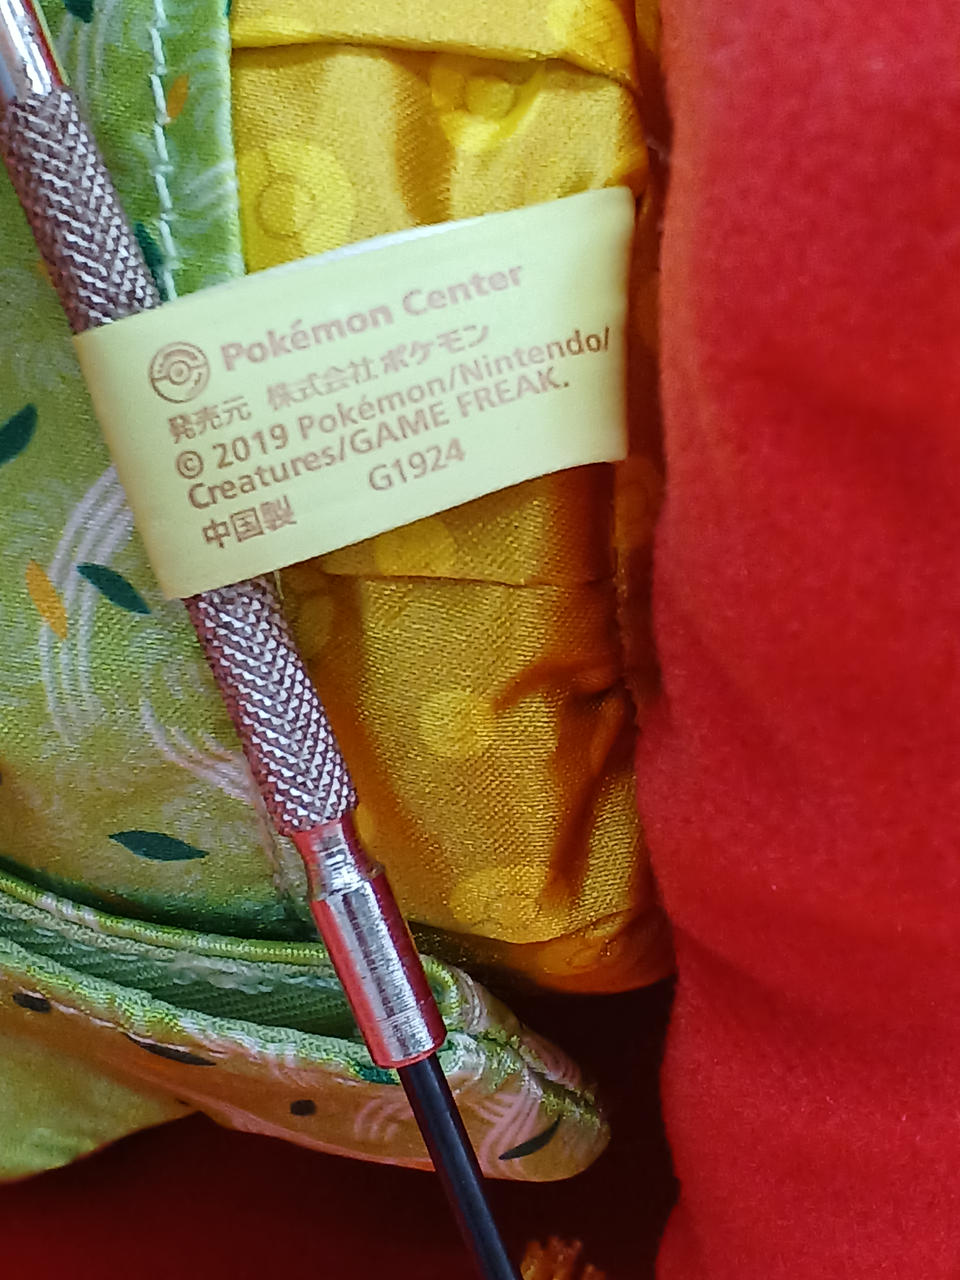 Pokémon Center
発売元 株式会社ポケモン
© 2019 Pokémon/Nintendo/
Creatures/GAME FREAK.
中国製 G1924